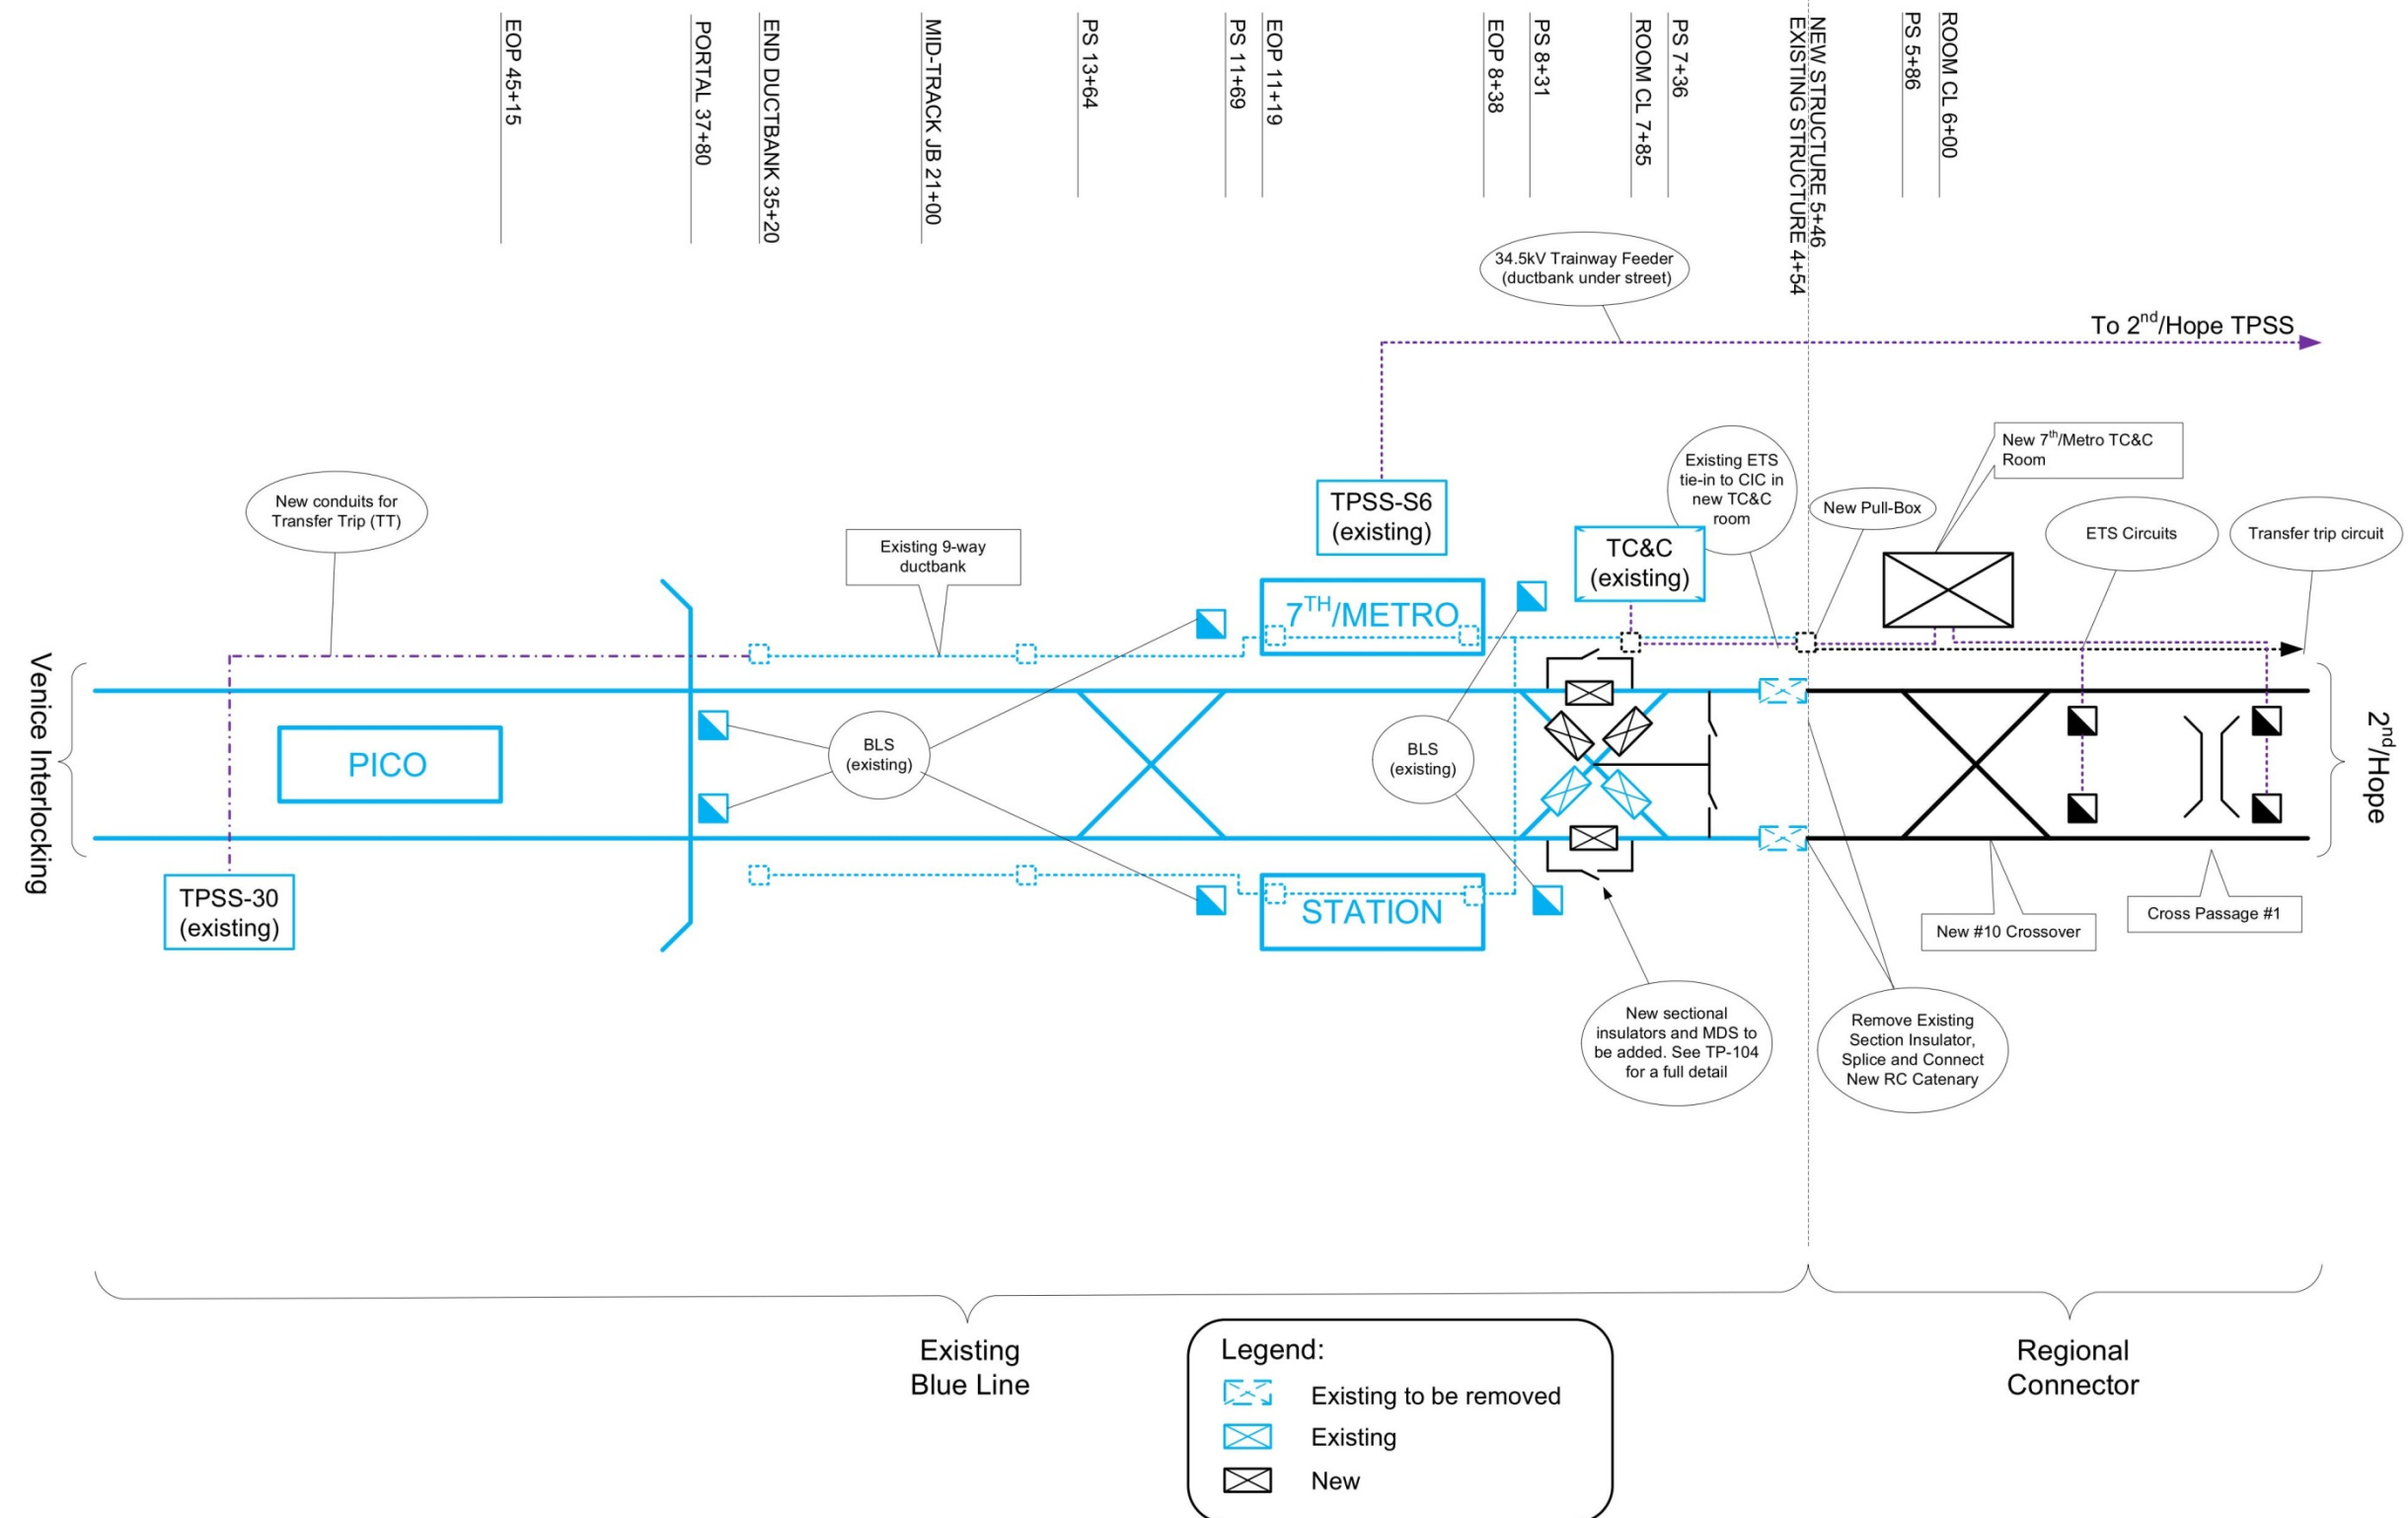 EOP 45+15
PORTAL 37+80
END DUCTBANK 35+20
MID-TRACK JB 21+00
PS 13+64
PS 11+69
EOP 11+19
EOP 8+38
PS 8+31
ROOM CL 7+85
PS 7+36
EXISTING STRUCTURE 4+54
NEW STRUCTURE 5+46
PS 5+86
ROOM CL 6+00
34.5kV Trainway Feeder
(ductbank under street)
To 2nd/Hope TPSS
New conduits for
Transfer Trip (TT)
Existing 9-way
ductbank
TPSS-S6
(existing)
TC&C
(existing)
Existing ETS
tie-in to CIC in
new TC&C
room
New Pull-Box
New 7th/Metro TC&C
Room
ETS Circuits
Transfer trip circuit
7TH/METRO
Venice Interlocking
PICO
BLS
(existing)
BLS
(existing)
2nd/Hope
TPSS-30
(existing)
STATION
New #10 Crossover
Cross Passage #1
New sectional
insulators and MDS to
be added. See TP-104
for a full detail
Remove Existing
Section Insulator,
Splice and Connect
New RC Catenary
Existing
Blue Line
Regional
Connector
Legend:
Existing to be removed
Existing
New